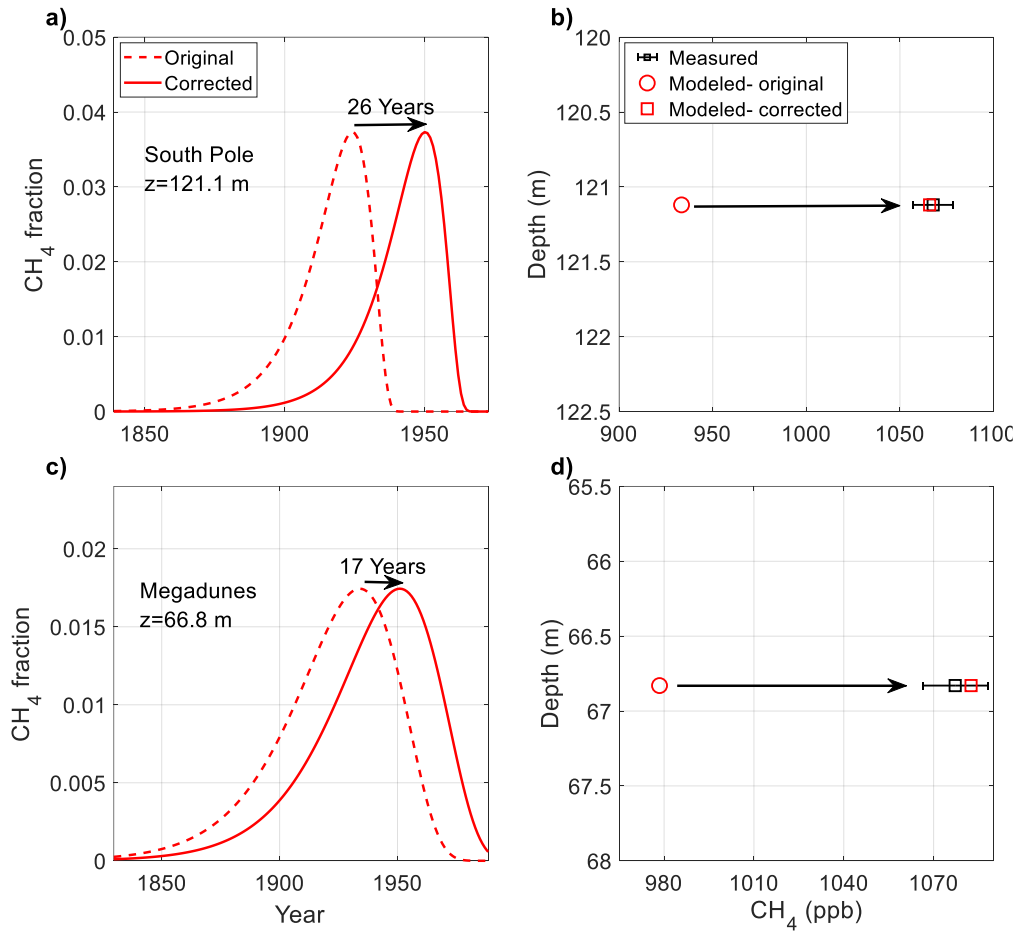 a)
0.05
0.04
0.03
0.02
0.01
0
CH4 fraction
Original
Corrected
26 Years
South Pole
z=121.1 m
1850
1900
1950
b)
120
120.5
121
121.5
122
122.5
Depth (m)
Measured
Modeled- original
Modeled- corrected
900
950
1000
1050
1100
c)
0.02
0.015
0.01
0.005
0
CH4 fraction
17 Years
Megadunes
z=66.8 m
1850
1900
1950
Year
d)
65.5
66
66.5
67
67.5
68
Depth (m)
980
1010
1040
1070
CH4 (ppb)